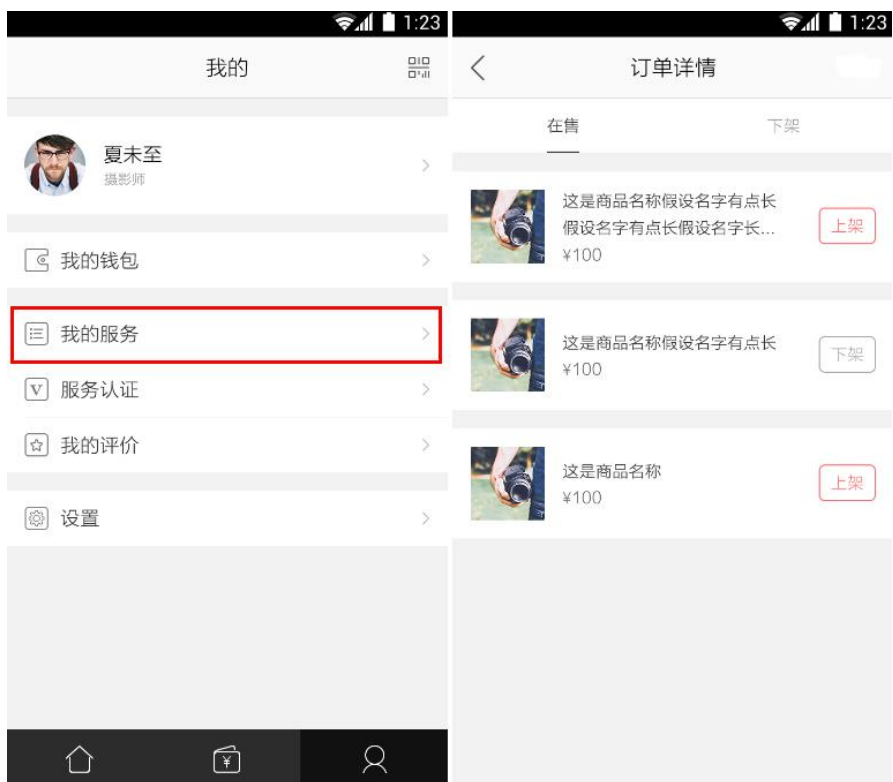 1:23
我的
夏未至
摄影师
我的钱包
我的服务
V 服务认证
我的评价
设置
¥
1:23
订单详情
在售
下架
这是商品名称假设名字有点长
假设名字有点长假设名字长...
¥100
上架
这是商品名称假设名字有点长
¥100
下架
这是商品名称
¥100
上架